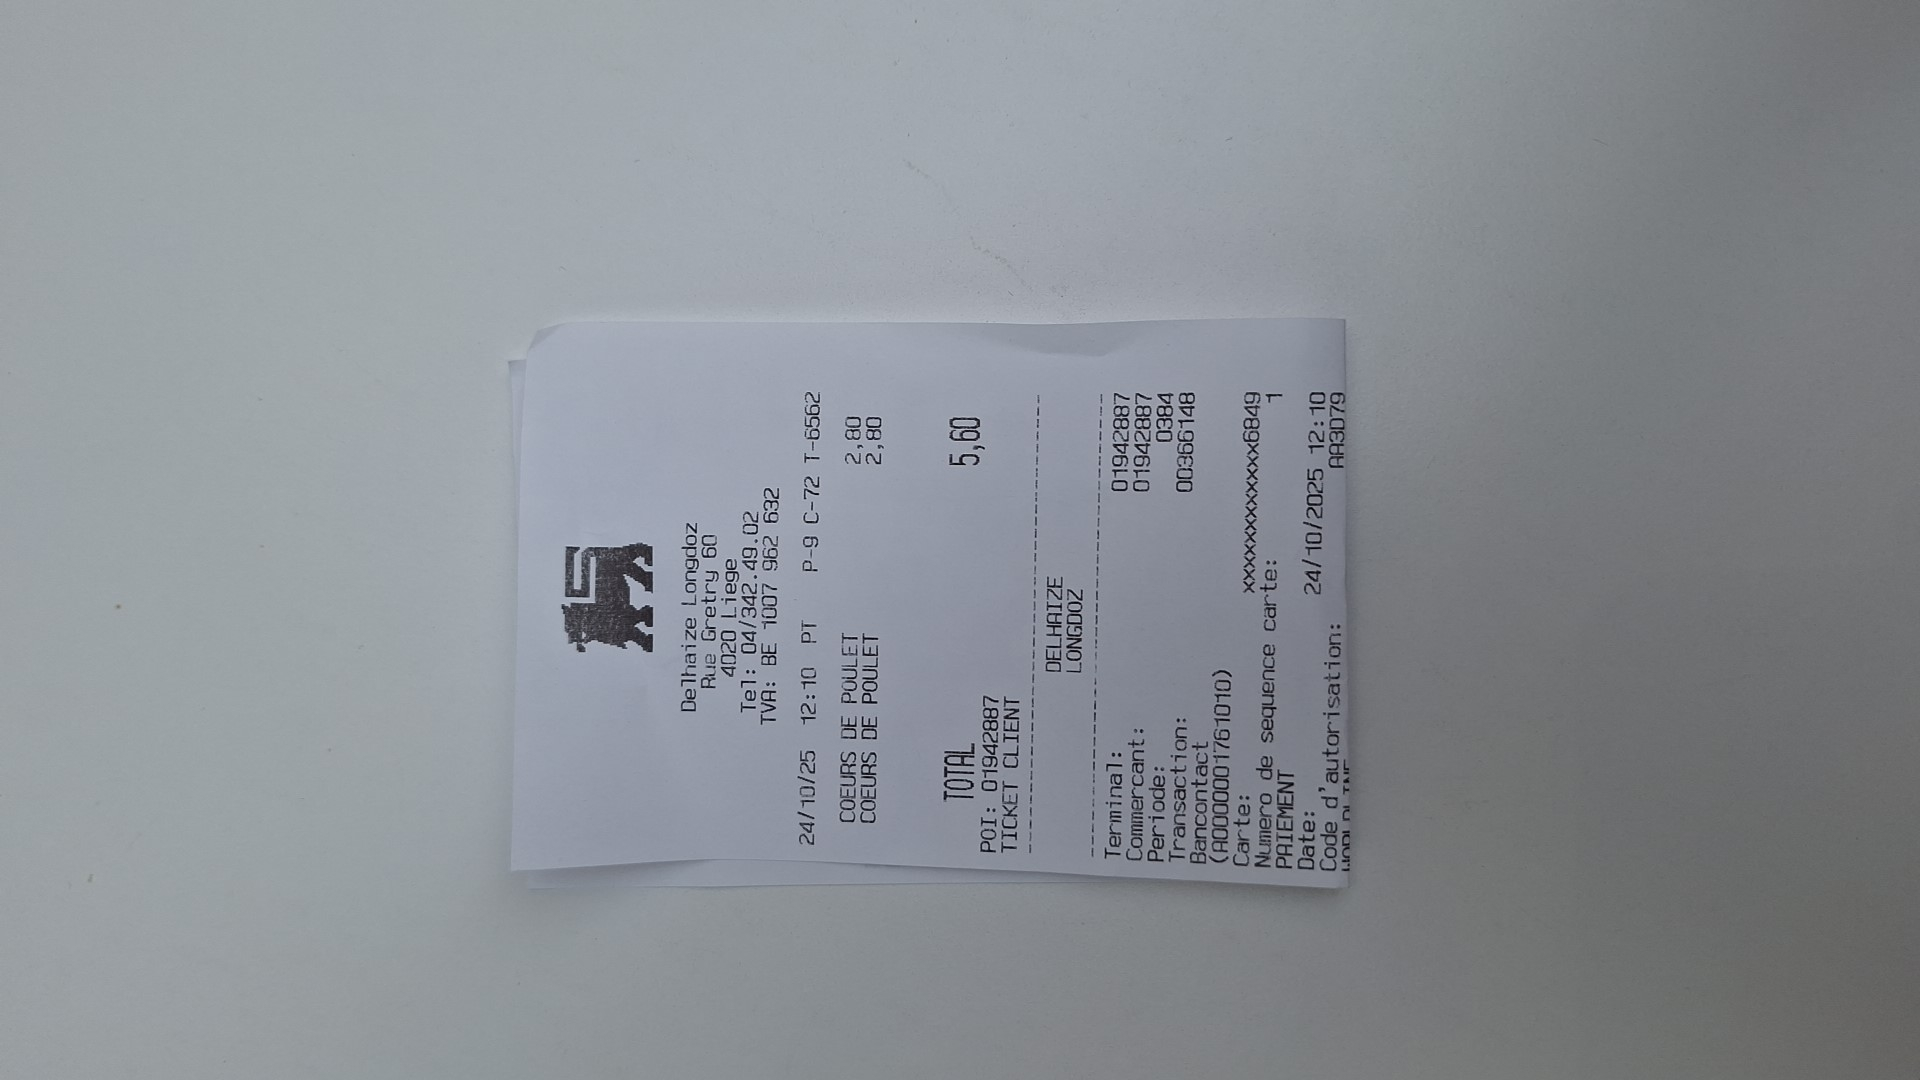 Delhaize Longdoz
Rue Gretry 60
4020 Liege
Tel: 04/342.49.02
TVA: BE 1007 962 632
24/10/25 12:10 PT P-9 C-72 T-6562
COEURS DE POULET 2,80
COEURS DE POULET 2,80
TOTAL 5,60
POI: 01942887
TICKET CLIENT
--------------------------------
DELHAIZE
LONGDOZ
--------------------------------
Terminal: 01942887
Commercant: 01942887
Periode: 0384
Transaction: 00366148
Bancontact
(A0000001761010)
Carte: xxxxxxxxxxxxx6849
Numero de sequence carte: 1
PAIEMENT
Date: 24/10/2025 12:10
Code d'autorisation: AA3D79